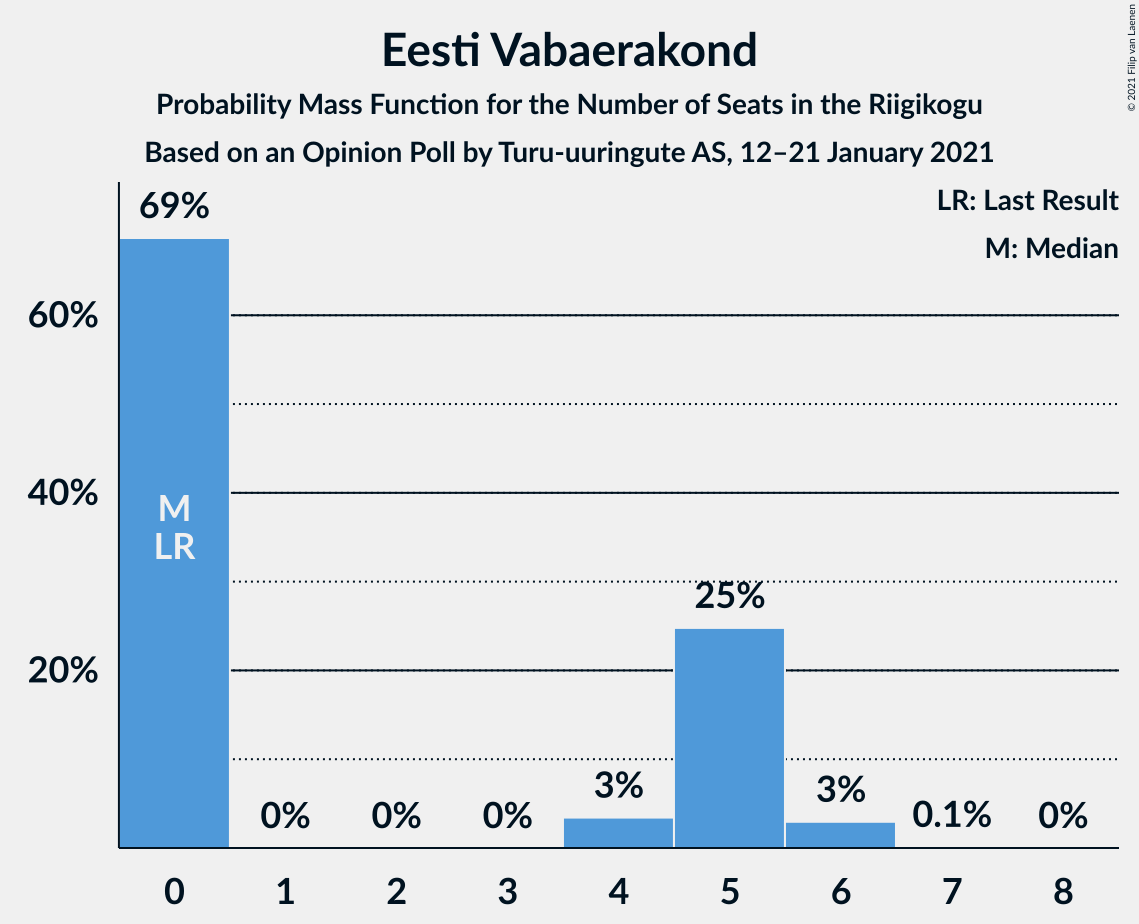 Eesti Vabaerakond
Probability Mass Function for the Number of Seats in the Riigikogu
Based on an Opinion Poll by Turu-uuringute AS, 12–21 January 2021
© 2021 Filip van Laenen
LR: Last Result
M: Median
69%
60%
40%
20%
M
LR
0%
0%
0%
3%
25%
3%
0.1%
0%
0 1 2 3 4 5 6 7 8